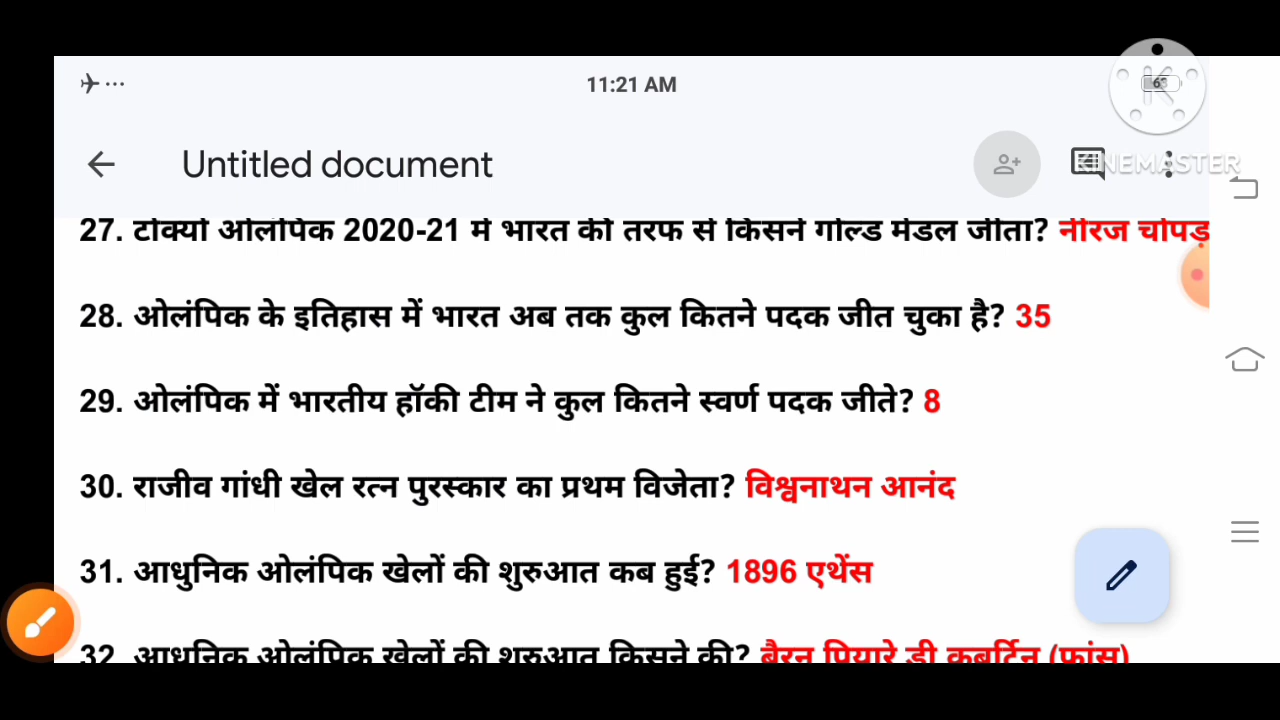 11:21 AM
63
Untitled document
KINEMASTER
27. टोक्यो ओलंपिक 2020-21 में भारत की तरफ से किसने गोल्ड मेडल जीता? नीरज चोपड़
28. ओलंपिक के इतिहास में भारत अब तक कुल कितने पदक जीत चुका है? 35
29. ओलंपिक में भारतीय हॉकी टीम ने कुल कितने स्वर्ण पदक जीते? 8
30. राजीव गांधी खेल रत्न पुरस्कार का प्रथम विजेता? विश्वनाथन आनंद
31. आधुनिक ओलंपिक खेलों की शुरुआत कब हुई? 1896 एथेंस
32. आधुनिक ओलंपिक खेलों की शुरुआत किसने की? बैरन पियारे डी कुबर्टिन (फ्रांस)